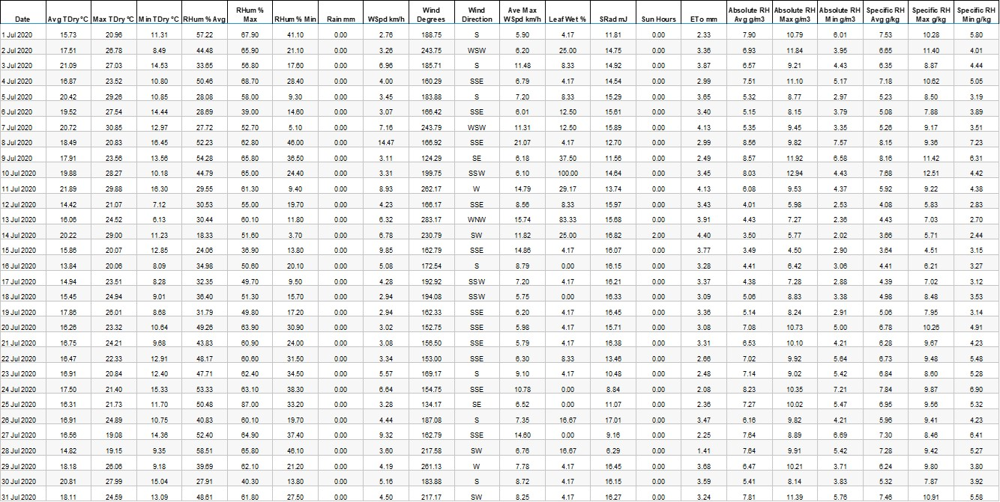 Date Avg TDry °C Max TDry °C Min TDry °C RHum % Avg RHum % Max RHum % Min Rain mm WSpd km/h Wind Degrees Wind Direction Ave Max WSpd km/h Leaf Wet % SRad mJ Sun Hours ETo mm Absolute RH Avg g/m3 Absolute RH Max g/m3 Absolute RH Min g/m3 Specific RH Avg g/kg Specific RH Max g/kg Specific RH Min g/kg
1 Jul 2020 15.73 20.96 11.31 57.22 67.90 41.10 0.00 2.76 188.75 S 5.90 4.17 11.81 0.00 2.33 7.90 10.79 6.01 7.53 10.28 5.80
2 Jul 2020 17.51 26.78 8.49 44.48 65.90 21.10 0.00 3.26 243.75 WSW 6.20 25.00 14.75 0.00 3.36 6.93 11.84 3.95 6.65 11.40 4.01
3 Jul 2020 21.09 27.03 14.53 33.65 56.80 17.60 0.00 6.96 185.71 S 11.48 8.33 14.92 0.00 3.87 6.57 9.21 4.43 6.35 8.87 4.44
4 Jul 2020 16.87 23.52 10.80 50.46 68.70 28.40 0.00 4.00 160.29 SSE 6.79 4.17 14.54 0.00 2.99 7.51 11.10 5.17 7.18 10.62 5.05
5 Jul 2020 20.42 29.26 10.85 28.08 58.00 9.30 0.00 3.45 183.88 S 7.20 8.33 15.29 0.00 3.65 5.32 8.77 2.97 5.23 8.50 3.19
6 Jul 2020 19.52 27.54 14.44 28.69 39.00 14.60 0.00 3.07 166.42 SSE 6.01 12.50 15.61 0.00 3.40 5.15 8.15 3.79 5.08 7.88 3.89
7 Jul 2020 20.72 30.85 12.97 27.72 52.70 5.10 0.00 7.16 243.79 WSW 11.31 12.50 15.89 0.00 4.13 5.35 9.45 3.35 5.26 9.17 3.51
8 Jul 2020 18.49 20.83 16.45 52.23 62.80 46.00 0.00 14.47 166.92 SSE 21.07 4.17 12.70 0.00 2.99 8.56 9.82 7.57 8.15 9.36 7.23
9 Jul 2020 17.91 23.56 13.56 54.28 65.80 36.50 0.00 3.11 124.29 SE 6.18 37.50 11.56 0.00 2.49 8.57 11.92 6.58 8.16 11.42 6.31
10 Jul 2020 19.88 28.27 10.18 44.79 65.00 24.40 0.00 3.31 199.75 SSW 6.10 100.00 14.64 0.00 3.45 8.03 12.94 4.43 7.68 12.51 4.42
11 Jul 2020 21.89 29.88 16.30 29.55 61.30 9.40 0.00 8.93 262.17 W 14.79 29.17 13.74 0.00 4.13 6.08 9.53 4.37 5.92 9.22 4.38
12 Jul 2020 14.42 21.07 7.12 30.53 55.00 19.70 0.00 4.23 166.17 SSE 8.56 8.33 15.97 0.00 3.43 4.01 5.98 2.53 4.08 5.83 2.83
13 Jul 2020 16.06 24.52 6.13 30.44 60.10 11.80 0.00 6.32 283.17 WNW 15.74 83.33 15.68 0.00 3.91 4.43 7.27 2.36 4.43 7.03 2.70
14 Jul 2020 20.22 29.00 11.23 18.33 51.60 3.70 0.00 6.78 230.79 SW 11.82 25.00 16.82 2.00 4.40 3.50 5.77 2.02 3.66 5.71 2.44
15 Jul 2020 15.86 20.07 12.85 24.06 36.90 13.80 0.00 9.85 162.79 SSE 14.86 4.17 16.07 0.00 3.77 3.49 4.50 2.90 3.64 4.51 3.15
16 Jul 2020 13.84 20.06 8.09 34.98 50.60 20.10 0.00 5.08 172.54 S 8.79 0.00 16.15 0.00 3.28 4.41 6.42 3.06 4.41 6.21 3.27
17 Jul 2020 14.94 23.51 8.28 32.35 49.70 9.50 0.00 4.28 192.92 SSW 7.20 4.17 16.21 0.00 3.37 4.38 7.28 2.88 4.39 7.02 3.12
18 Jul 2020 15.45 24.94 9.01 36.40 51.30 15.70 0.00 2.94 194.08 SSW 5.75 0.00 16.33 0.00 3.09 5.06 8.83 3.38 4.98 8.48 3.53
19 Jul 2020 17.86 26.01 8.68 31.79 49.80 17.20 0.00 2.94 162.33 SSE 6.20 4.17 16.45 0.00 3.36 5.14 8.24 2.91 5.06 7.95 3.14
20 Jul 2020 16.26 23.32 10.64 49.26 63.90 30.90 0.00 3.02 152.75 SSE 5.98 4.17 15.71 0.00 3.08 7.08 10.73 5.00 6.78 10.26 4.91
21 Jul 2020 16.75 24.21 9.68 43.83 60.90 24.00 0.00 3.08 156.50 SSE 5.79 4.17 16.38 0.00 3.31 6.53 10.10 4.21 6.28 9.67 4.23
22 Jul 2020 16.47 22.33 12.91 48.17 60.60 31.50 0.00 3.34 153.00 SSE 6.30 8.33 13.46 0.00 2.66 7.02 9.92 5.64 6.73 9.48 5.48
23 Jul 2020 16.91 20.84 12.40 47.71 62.40 34.50 0.00 5.57 169.17 S 9.10 4.17 10.48 0.00 2.48 7.14 9.02 5.42 6.84 8.60 5.28
24 Jul 2020 17.50 21.40 15.33 53.33 63.10 38.30 0.00 6.64 154.75 SSE 10.78 0.00 8.84 0.00 2.08 8.23 10.35 7.21 7.84 9.87 6.90
25 Jul 2020 16.31 21.73 11.70 50.48 87.00 33.20 0.00 3.28 134.17 SE 6.52 0.00 11.07 0.00 2.36 7.27 10.02 5.47 6.95 9.56 5.32
26 Jul 2020 16.91 24.89 10.75 40.83 60.10 19.70 0.00 4.44 187.08 S 7.35 16.67 17.01 0.00 3.47 6.16 9.82 4.21 5.96 9.41 4.23
27 Jul 2020 16.56 19.08 14.36 52.40 64.90 37.40 0.00 9.32 162.79 SSE 14.60 0.00 9.16 0.00 2.25 7.64 8.89 6.69 7.30 8.46 6.41
28 Jul 2020 14.82 19.15 9.35 58.51 65.80 46.10 0.00 3.60 217.58 SW 6.76 16.67 6.29 0.00 1.41 7.64 9.91 5.42 7.28 9.42 5.27
29 Jul 2020 18.18 26.06 9.18 39.69 62.10 21.20 0.00 4.19 261.13 W 7.78 4.17 16.45 0.00 3.68 6.47 10.21 3.71 6.24 9.80 3.80
30 Jul 2020 20.81 27.99 15.04 27.91 40.30 13.80 0.00 5.16 183.88 S 8.72 4.17 16.15 0.00 3.59 5.41 8.14 3.83 5.32 7.87 3.92
31 Jul 2020 18.11 24.59 13.09 48.61 61.80 27.50 0.00 4.50 217.17 SW 8.25 4.17 16.27 0.00 3.24 7.81 11.39 5.76 7.46 10.91 5.58